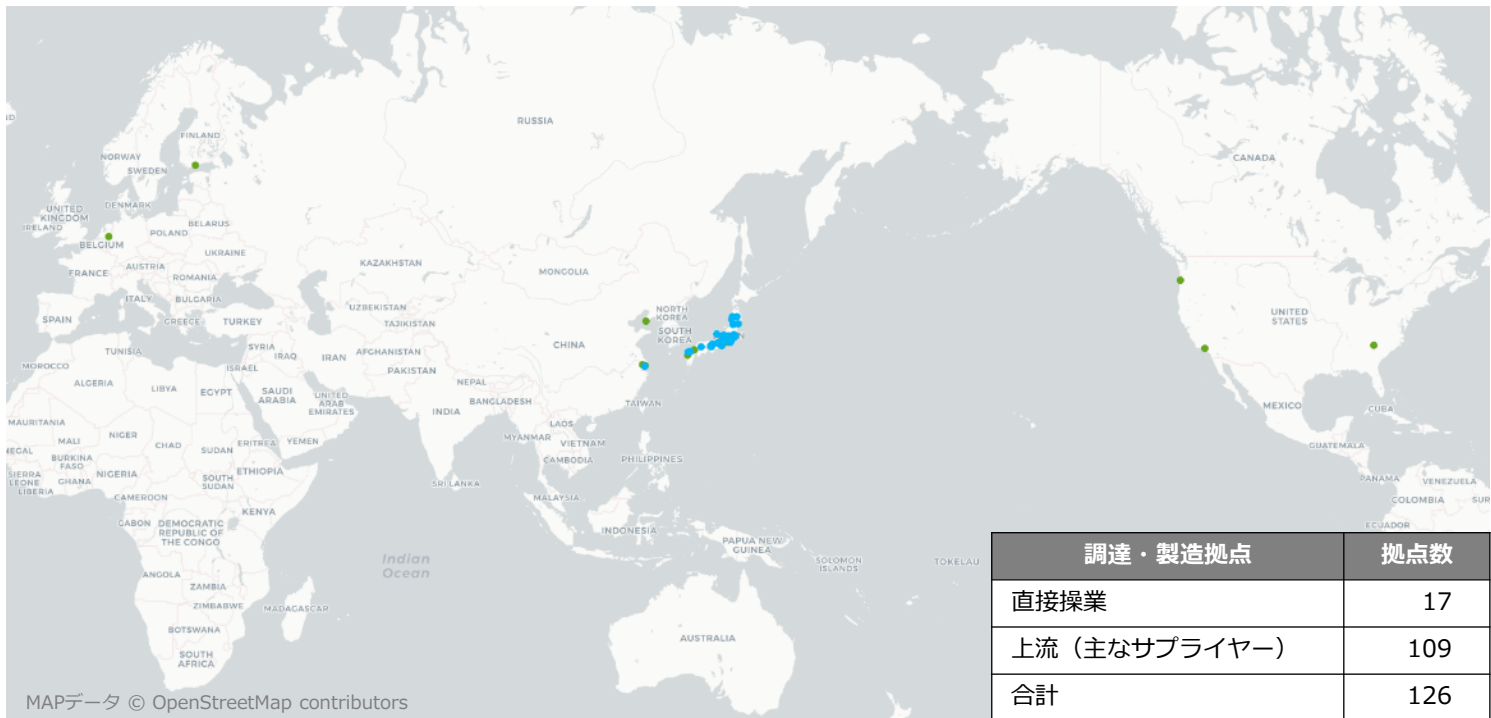 RUSSIA
FINLAND
NORWAY
SWEDEN
CANADA
UNITED
KINGDOM
IRELAND
DENMARK
BELARUS
POLAND
BELGIUM
UKRAINE
FRANCE
AUSTRIA
ROMANIA
KAZAKHSTAN
MONGOLIA
ITALY
BULGARIA
SPAIN
GREECE
TURKEY
UZBEKISTAN
TAJIKISTAN
NORTH
KOREA
SOUTH
KOREA
UNITED
STATES
TUNISIA
SYRIA
IRAQ
IRAN
AFGHANISTAN
CHINA
MOROCCO
ISRAEL
PAKISTAN
ALGERIA
LIBYA
EGYPT
SAUDI
ARABIA
UNITED
ARAB
EMIRATES
NEPAL
BANGLADESH
INDIA
TAIWAN
MEXICO
CUBA
MAURITANIA
MALI
NIGER
CHAD
SUDAN
ERITREA
YEMEN
LAOS
MYANMAR
VIETNAM
GUATEMALA
NEGAL
BURKINA
FASO
SIERRA
LEONE
GHANA
NIGERIA
SOUTH
SUDAN
ETHIOPIA
CAMBODIA
PHILIPPINES
LIBERIA
CAMEROON
SRI LANKA
MALAYSIA
PANAMA
VENEZUELA
COLOMBIA
SUR
GABON
DEMOCRATIC
REPUBLIC OF
THE CONGO
KENYA
INDONESIA
PAPUA NEW
GUINEA
ECUADOR
Indian
Ocean
SOLOMON
ISLANDS
TOKELAU
ANGOLA
ZAMBIA
ZIMBABWE
MADAGASCAR
BOTSWANA
SOUTH
AFRICA
AUSTRALIA
調達・製造拠点 拠点数
直接操業 17
上流（主なサプライヤー） 109
合計 126
MAPデータ © OpenStreetMap contributors